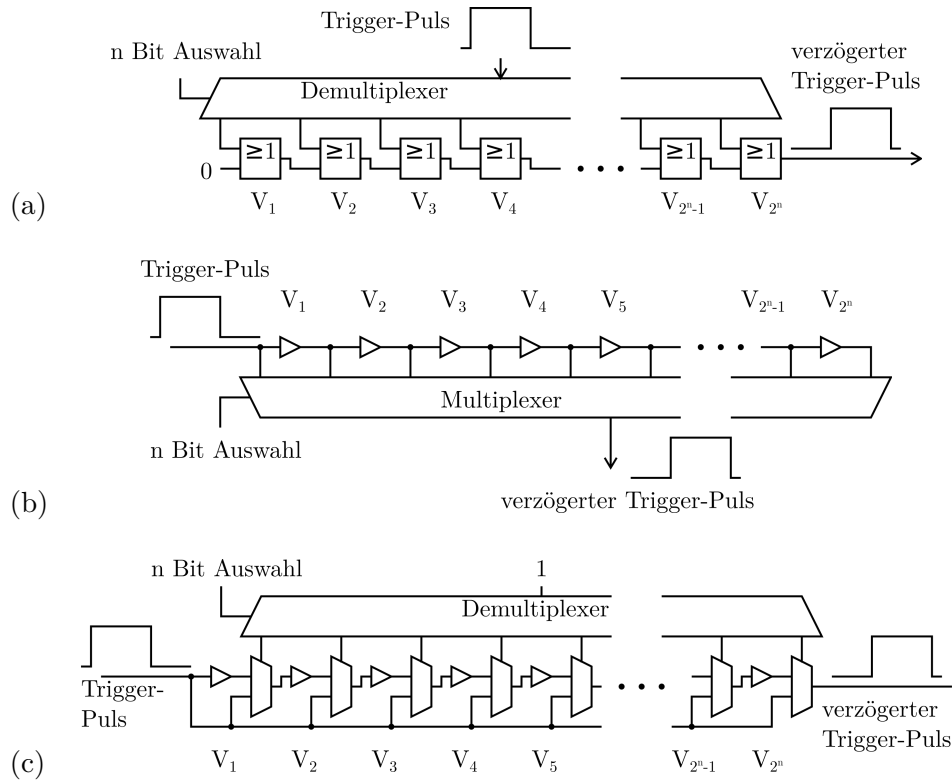 Trigger-Puls
n Bit Auswahl
verzögerter
Trigger-Puls
Demultiplexer
≥1 ≥1 ≥1 ≥1 ≥1 ≥1
0
(a)
V₁ V₂ V₃ V₄ V₂ⁿ₋₁ V₂ⁿ
Trigger-Puls
V₁ V₂ V₃ V₄ V₅ V₂ⁿ₋₁ V₂ⁿ
Multiplexer
n Bit Auswahl
(b)
verzögerter Trigger-Puls
n Bit Auswahl
1
Demultiplexer
Trigger-
Puls
verzögerter
Trigger-Puls
(c)
V₁ V₂ V₃ V₄ V₅ V₂ⁿ₋₁ V₂ⁿ